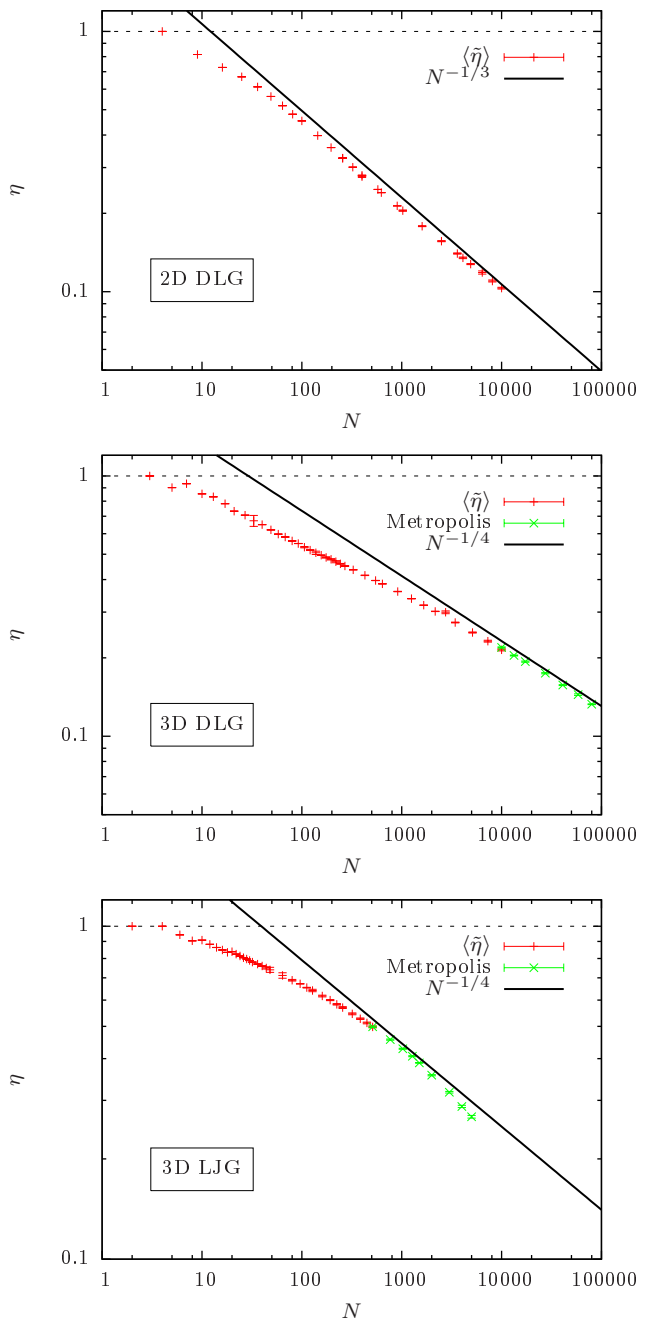 1
⟨η̃⟩
N^{-1/3}
η
0.1
2D DLG
1 10 100 1000 10000 100000
N
1
⟨η̃⟩
Metropolis
N^{-1/4}
η
0.1
3D DLG
1 10 100 1000 10000 100000
N
1
⟨η̃⟩
Metropolis
N^{-1/4}
η
3D LJG
0.1
1 10 100 1000 10000 100000
N